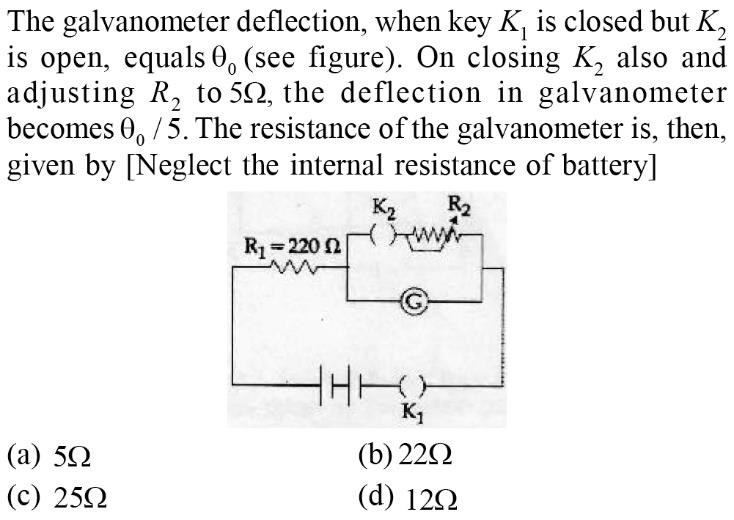 The galvanometer deflection, when key K₁ is closed but K₂
is open, equals θ₀ (see figure). On closing K₂ also and
adjusting R₂ to 5Ω, the deflection in galvanometer
becomes θ₀ / 5. The resistance of the galvanometer is, then,
given by [Neglect the internal resistance of battery]
K₂ R₂
R₁ = 220 Ω
G
K₁
(a) 5Ω (b) 22Ω
(c) 25Ω (d) 12Ω